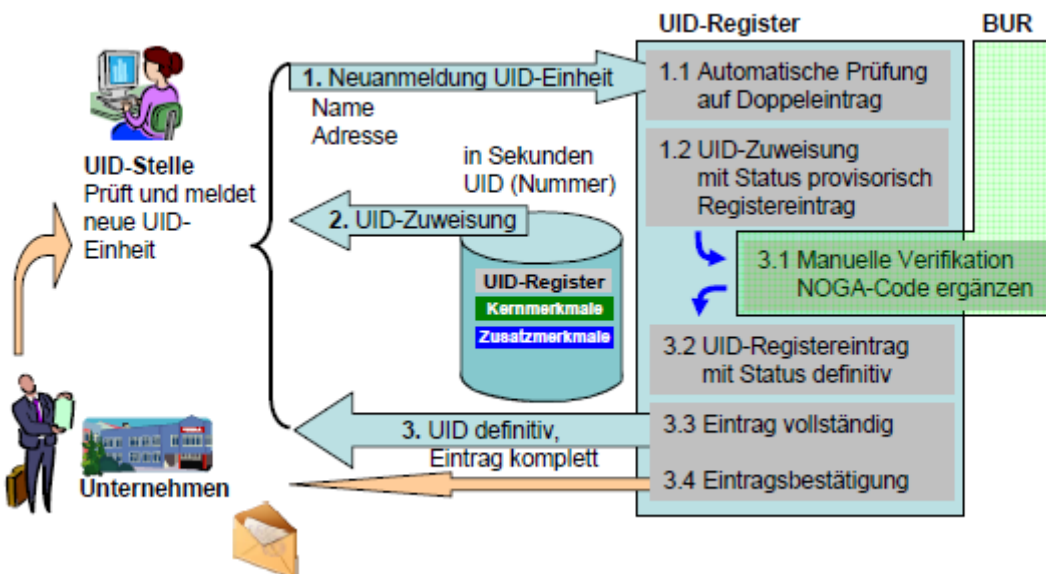 UID-Register
BUR
1. Neuanmeldung UID-Einheit
Name
Adresse
1.1 Automatische Prüfung
auf Doppeleintrag
UID-Stelle
Prüft und meldet
neue UID-
Einheit
in Sekunden
UID (Nummer)
1.2 UID-Zuweisung
mit Status provisorisch
Registereintrag
2. UID-Zuweisung
UID-Register
Kernmerkmale
Zusatzmerkmale
3.1 Manuelle Verifikation
NOGA-Code ergänzen
3.2 UID-Registereintrag
mit Status definitiv
3. UID definitiv,
Eintrag komplett
3.3 Eintrag vollständig
3.4 Eintragsbestätigung
Unternehmen